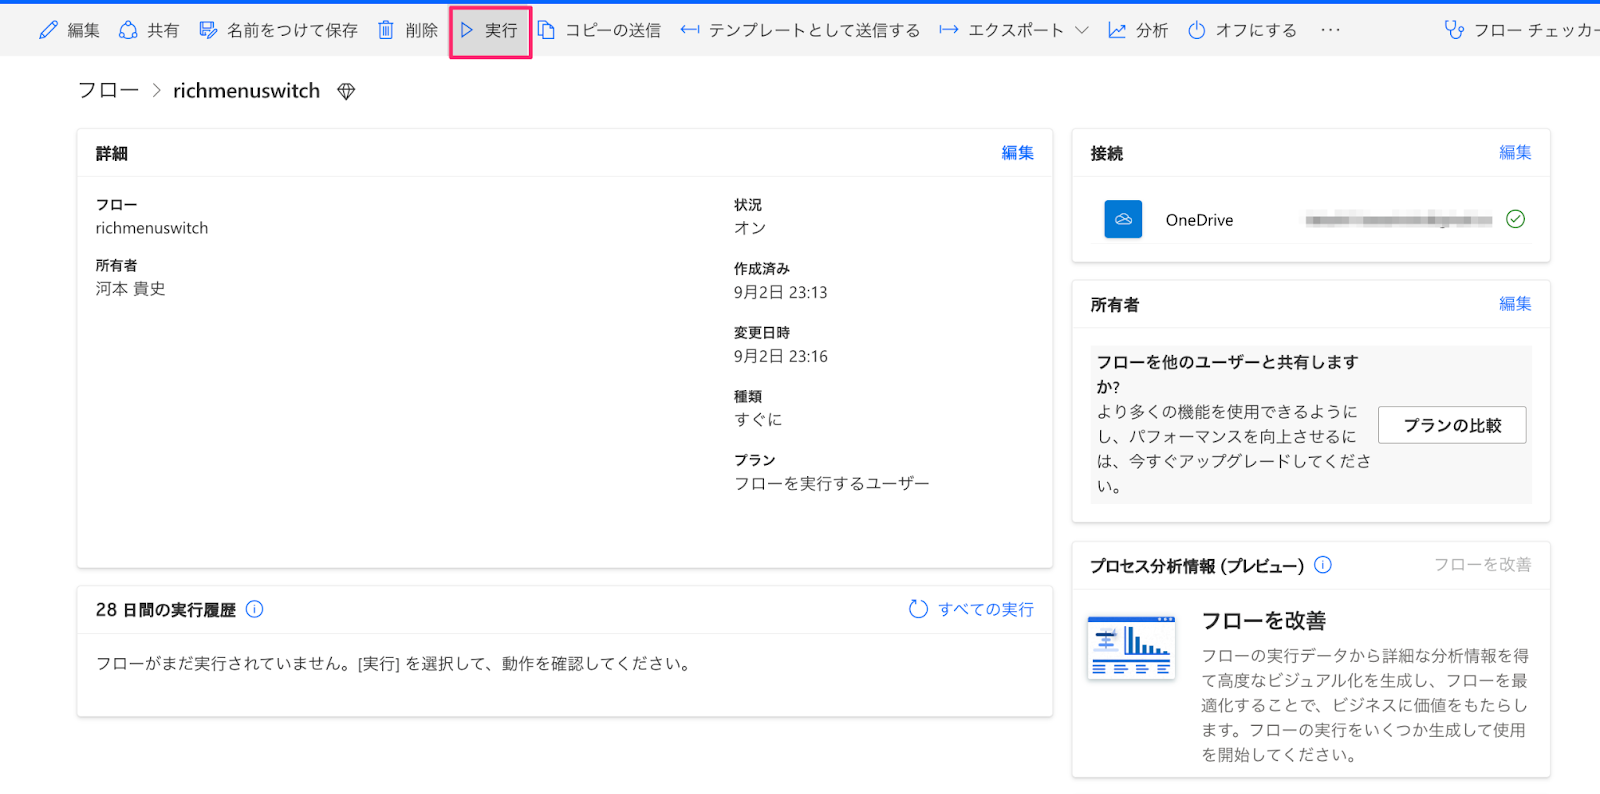 編集 共有 名前をつけて保存 削除 実行 コピーの送信 テンプレートとして送信する エクスポート 分析 オフにする ··· フロー チェッカー
フロー > richmenuswitch
詳細 編集
フロー
richmenuswitch
所有者
河本 貴史
状況
オン
作成済み
9月2日 23:13
変更日時
9月2日 23:16
種類
すぐに
プラン
フローを実行するユーザー
28 日間の実行履歴 すべての実行
フローがまだ実行されていません。[実行] を選択して、動作を確認してください。
接続 編集
OneDrive
所有者 編集
フローを他のユーザーと共有します
か?
より多くの機能を使用できるように
し、パフォーマンスを向上させるに
は、今すぐアップグレードしてくださ
い。
プランの比較
プロセス分析情報 (プレビュー) フローを改善
フローを改善
フローの実行データから詳細な分析情報を得
て高度なビジュアル化を生成し、フローを最
適化することで、ビジネスに価値をもたらし
ます。フローの実行をいくつか生成して使用
を開始してください。